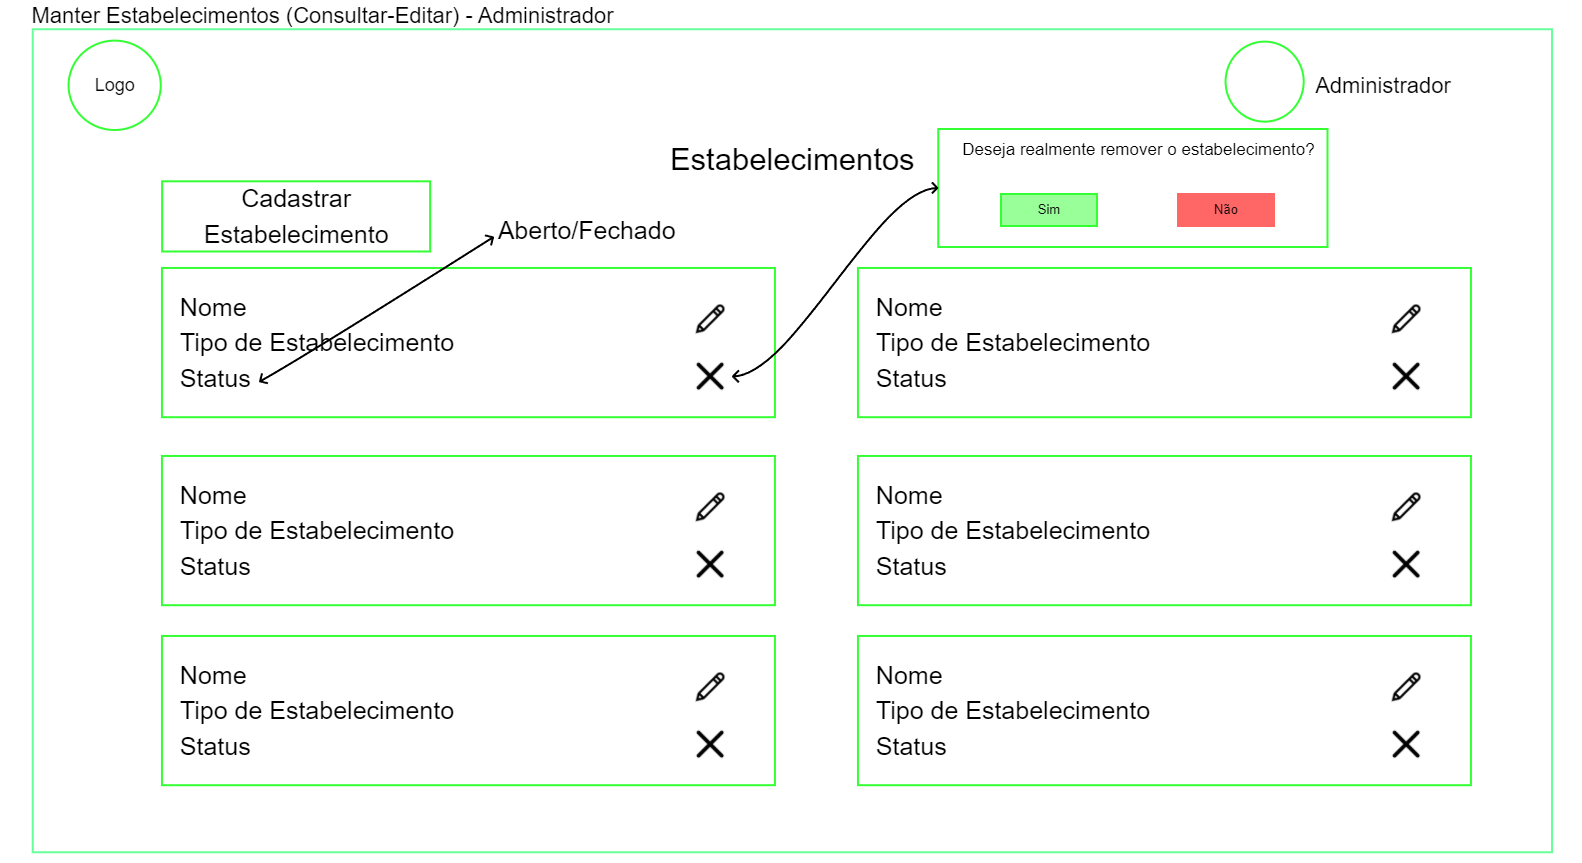 Manter Estabelecimentos (Consultar-Editar) - Administrador
Logo
Administrador
Estabelecimentos
Deseja realmente remover o estabelecimento?
Sim
Não
Cadastrar
Estabelecimento
Aberto/Fechado
Nome
Tipo de Estabelecimento
Status
Nome
Tipo de Estabelecimento
Status
Nome
Tipo de Estabelecimento
Status
Nome
Tipo de Estabelecimento
Status
Nome
Tipo de Estabelecimento
Status
Nome
Tipo de Estabelecimento
Status